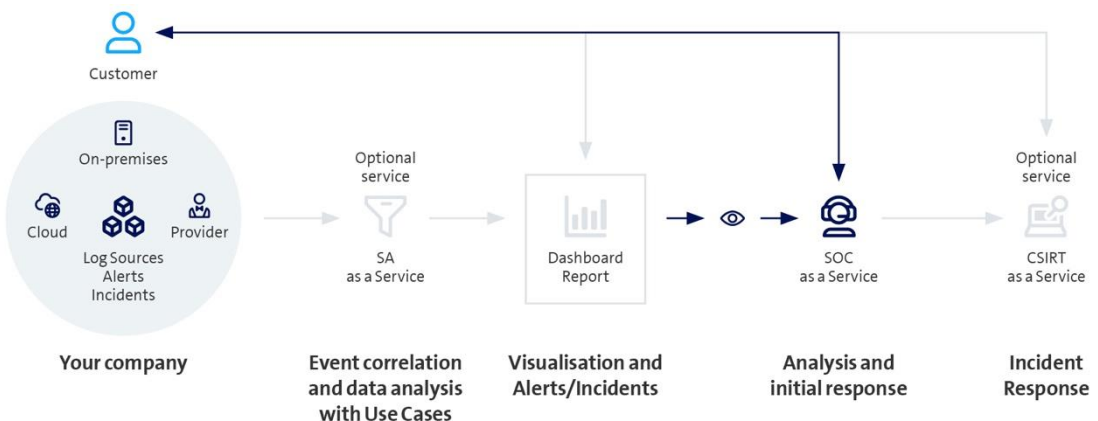 Customer
On-premises
Cloud
Provider
Log Sources
Alerts
Incidents
Optional
service
SA
as a Service
Dashboard
Report
SOC
as a Service
Optional
service
CSIRT
as a Service
Your company
Event correlation
and data analysis
with Use Cases
Visualisation and
Alerts/Incidents
Analysis and
initial response
Incident
Response